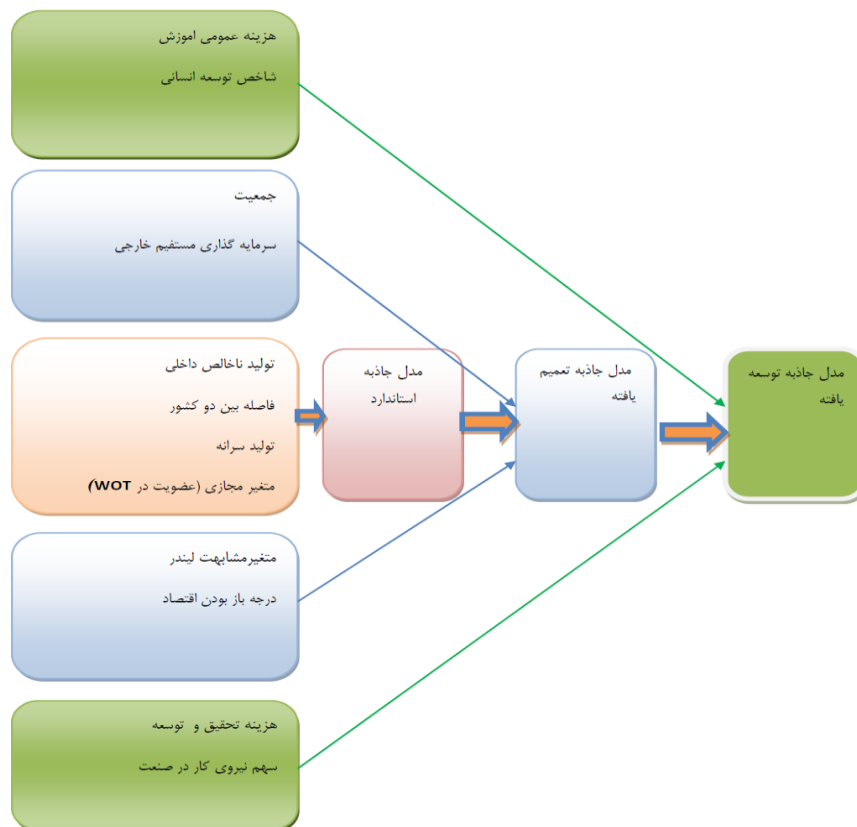 هزینه عمومی اموزش
شاخص توسعه انسانی
جمعیت
سرمایه گذاری مستفیم خارجی
تولید ناخالص داخلی
فاصله بین دو کشور
تولید سرانه
متغیر مجازی (عضویت در WOT)
مدل جاذبه
استاندارد
مدل جاذبه تعمیم
یافته
مدل جاذبه توسعه
یافته
متغیرمشابهت لیندر
درجه باز بودن اقتصاد
هزینه تحقیق و توسعه
سهم نیروی کار در صنعت